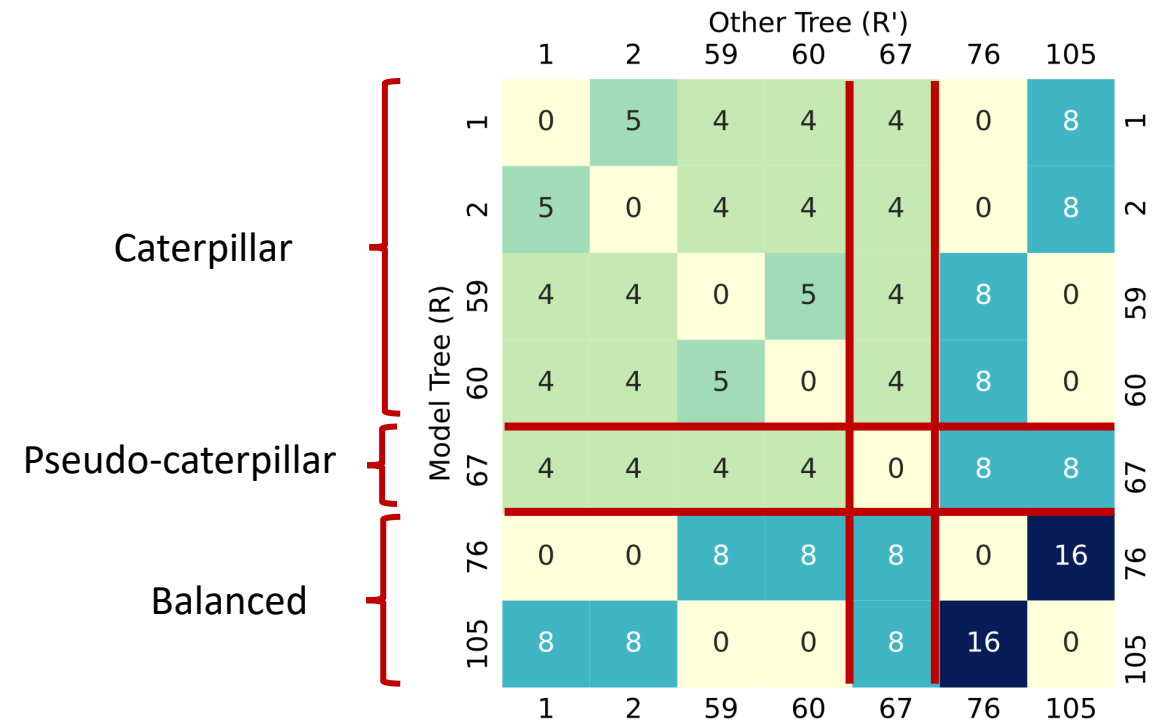 Other Tree (R')
1 2 59 60 67 76 105
1 0 5 4 4 4 0 8 1
2 5 0 4 4 4 0 8 2
Caterpillar
Model Tree (R)
59 4 4 0 5 4 8 0 59
60 4 4 5 0 4 8 0 60
Pseudo-caterpillar
67 4 4 4 4 0 8 8 67
76 0 0 8 8 8 0 16 76
Balanced
105 8 8 0 0 8 16 0 105
1 2 59 60 67 76 105